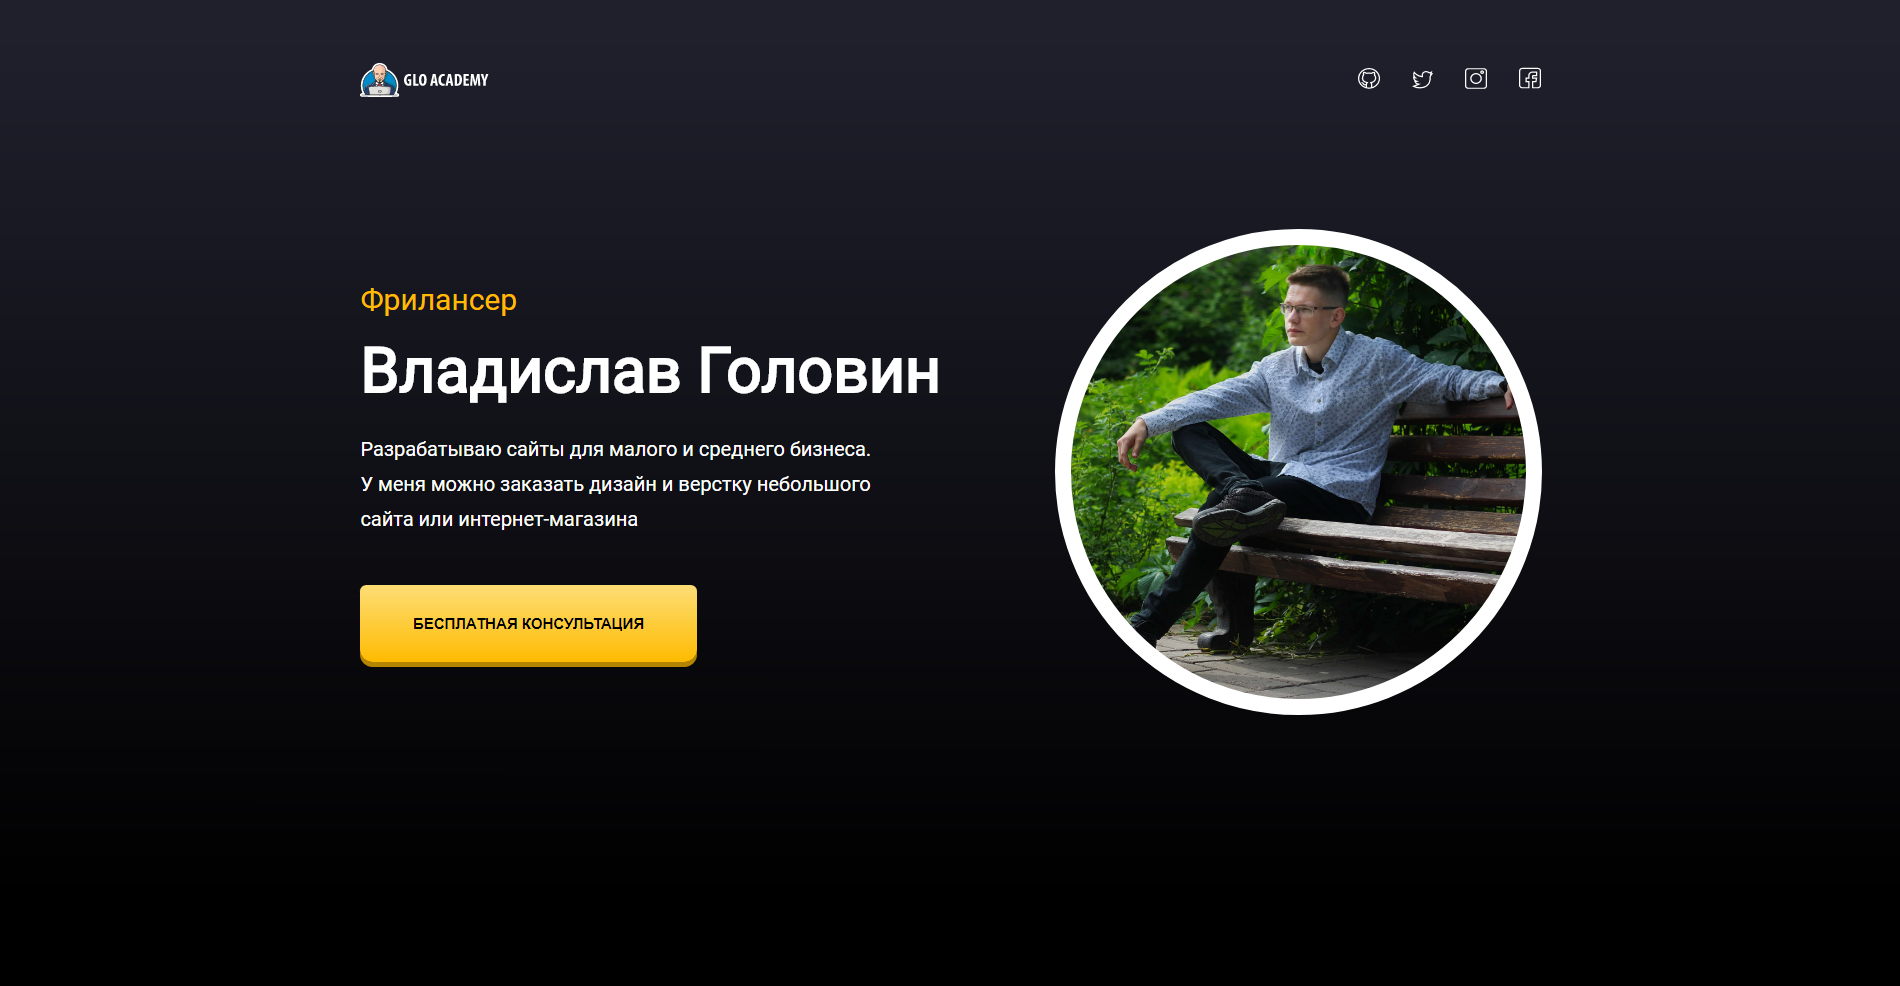 GLO ACADEMY
Фрилансер
Владислав Головин
Разрабатываю сайты для малого и среднего бизнеса.
У меня можно заказать дизайн и верстку небольшого
сайта или интернет-магазина
БЕСПЛАТНАЯ КОНСУЛЬТАЦИЯ